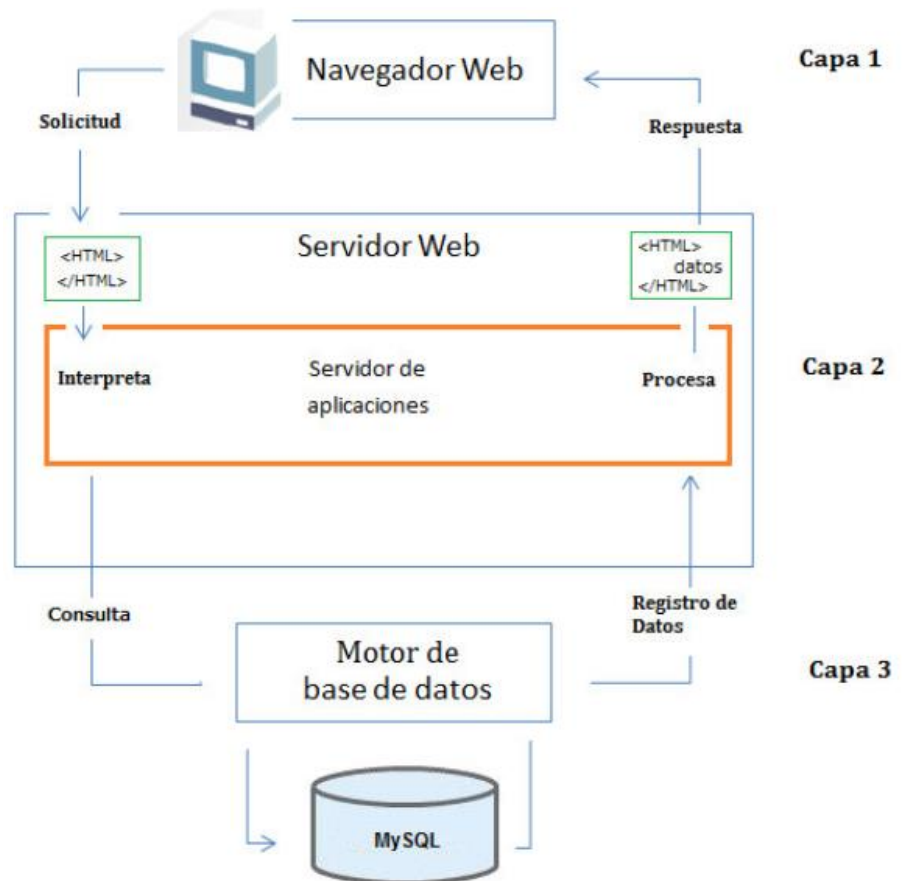 Navegador Web
Capa 1
Solicitud
Respuesta
Servidor Web
<HTML>
</HTML>
<HTML>
datos
</HTML>
Interpreta
Servidor de
aplicaciones
Procesa
Capa 2
Consulta
Registro de
Datos
Motor de
base de datos
Capa 3
MySQL